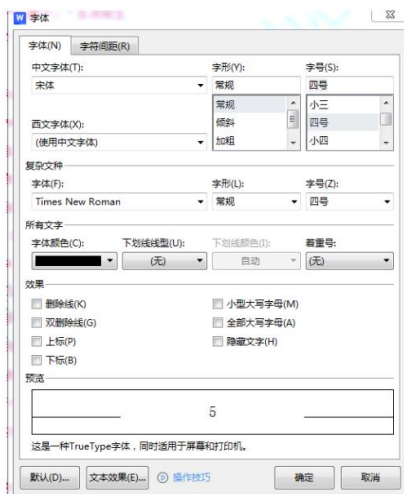 W 字体
字体(N) 字符间距(R)
中文字体(T): 字形(Y): 字号(S):
宋体 常规 四号
常规 小三
西文字体(X): 倾斜 四号
(使用中文字体) 加粗 小四
复杂文种
字体(F): 字形(L): 字号(Z):
Times New Roman 常规 四号
所有文字
字体颜色(C): 下划线线型(U): 下划线颜色(I): 着重号:
(无) 自动 (无)
效果
删除线(K) 小型大写字母(M)
双删除线(G) 全部大写字母(A)
上标(P) 隐藏文字(H)
下标(B)
预览
5
这是一种TrueType字体，同时适用于屏幕和打印机。
默认(D)... 文本效果(E)... 操作技巧 确定 取消